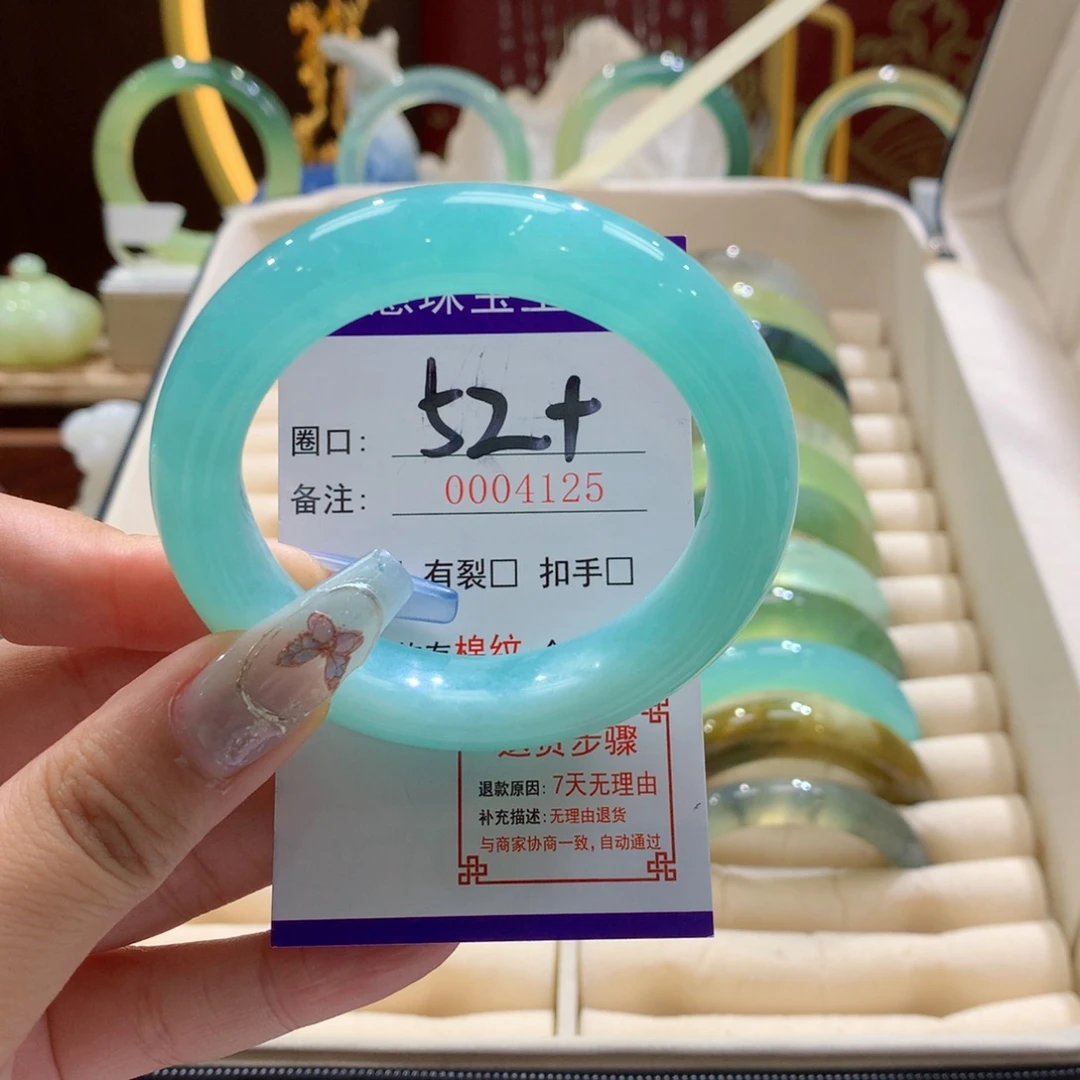 珠宝
圈口: 52+
备注: 0004125
有裂□ 扣手□
棉纹
退货步骤
退款原因: 7天无理由
补充描述: 无理由退货
与商家协商一致, 自动通过